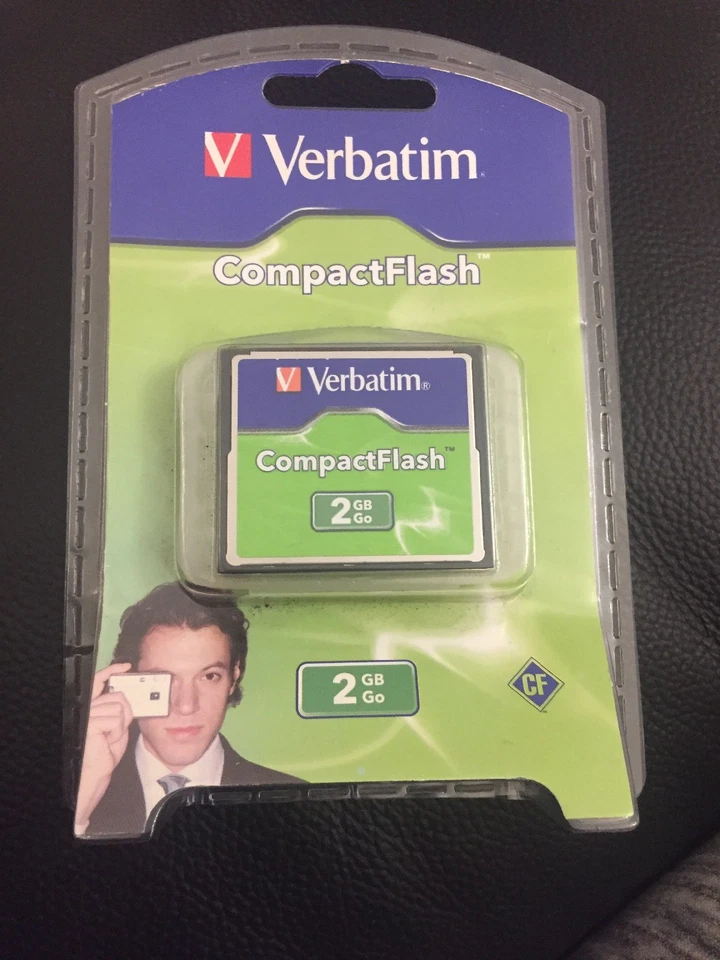 V Verbatim.
CompactFlash™
V Verbatim®
CompactFlash™
2 GB
Go
2 GB
Go
CF